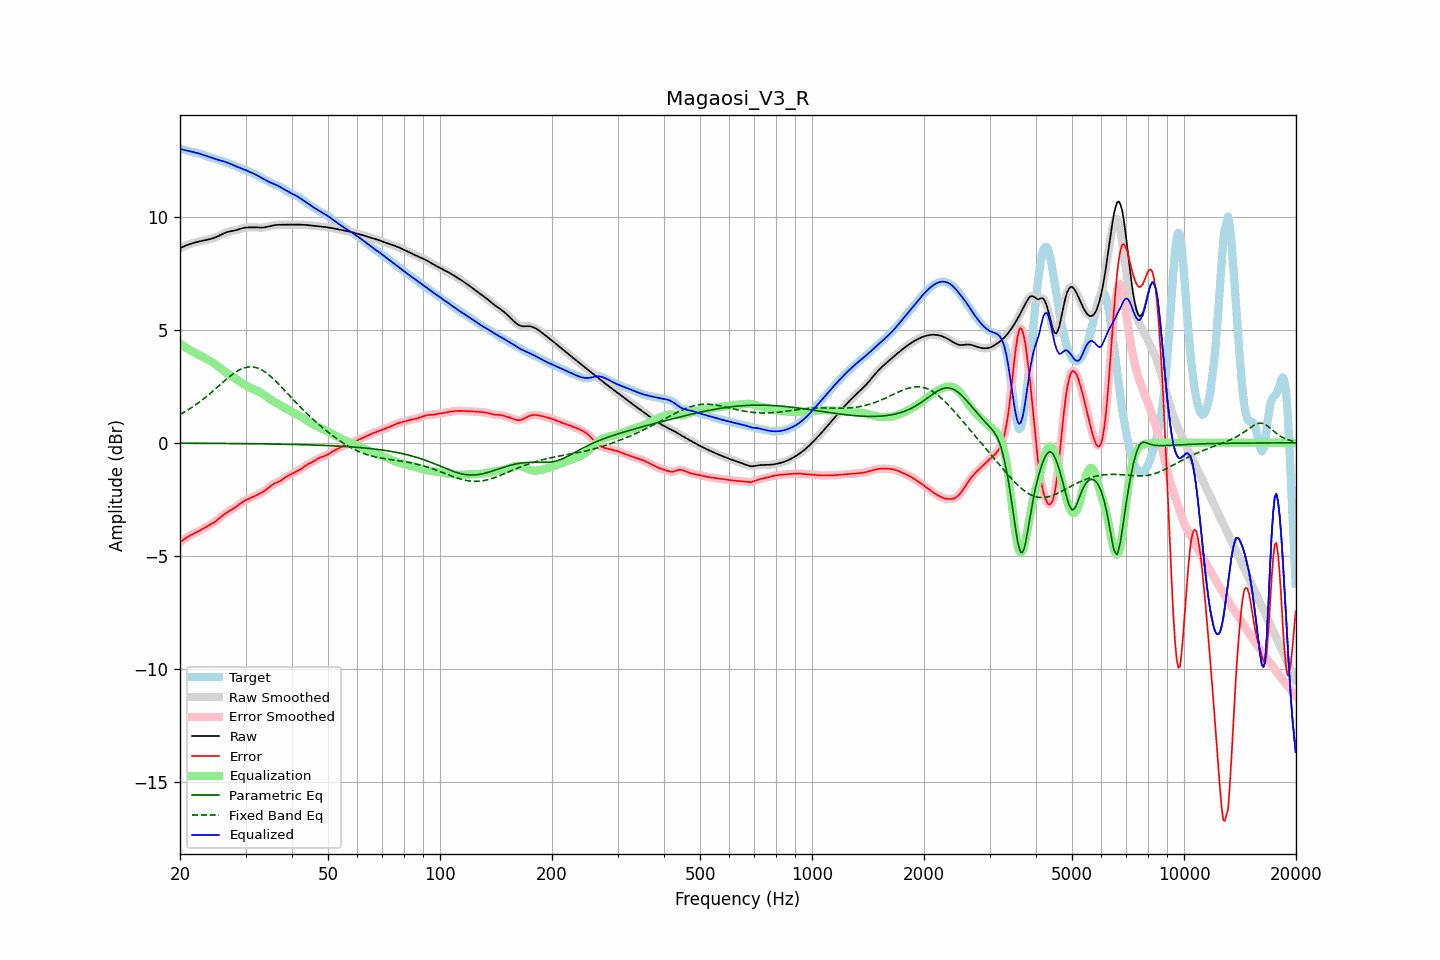 Magaosi_V3_R
Amplitude (dBr)
10
5
0
−5
−10
−15
Target
Raw Smoothed
Error Smoothed
Raw
Error
Equalization
Parametric Eq
Fixed Band Eq
Equalized
20 50 100 200 500 1000 2000 5000 10000 20000
Frequency (Hz)